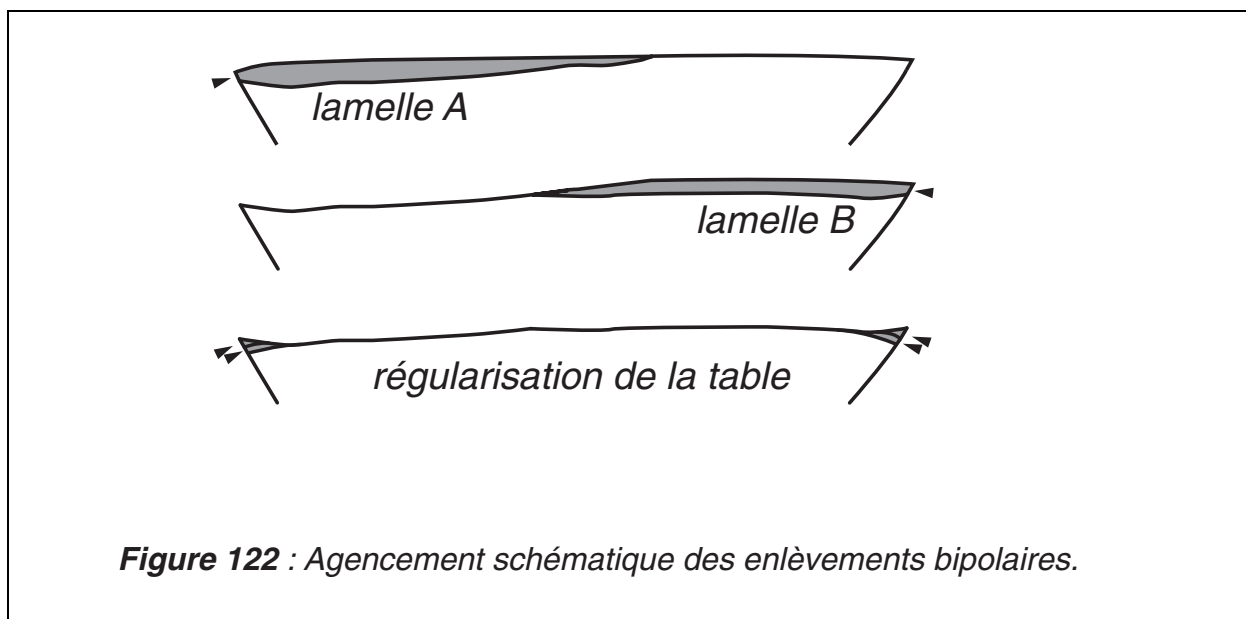 lamelle A
lamelle B
régularisation de la table
Figure 122 : Agencement schématique des enlèvements bipolaires.